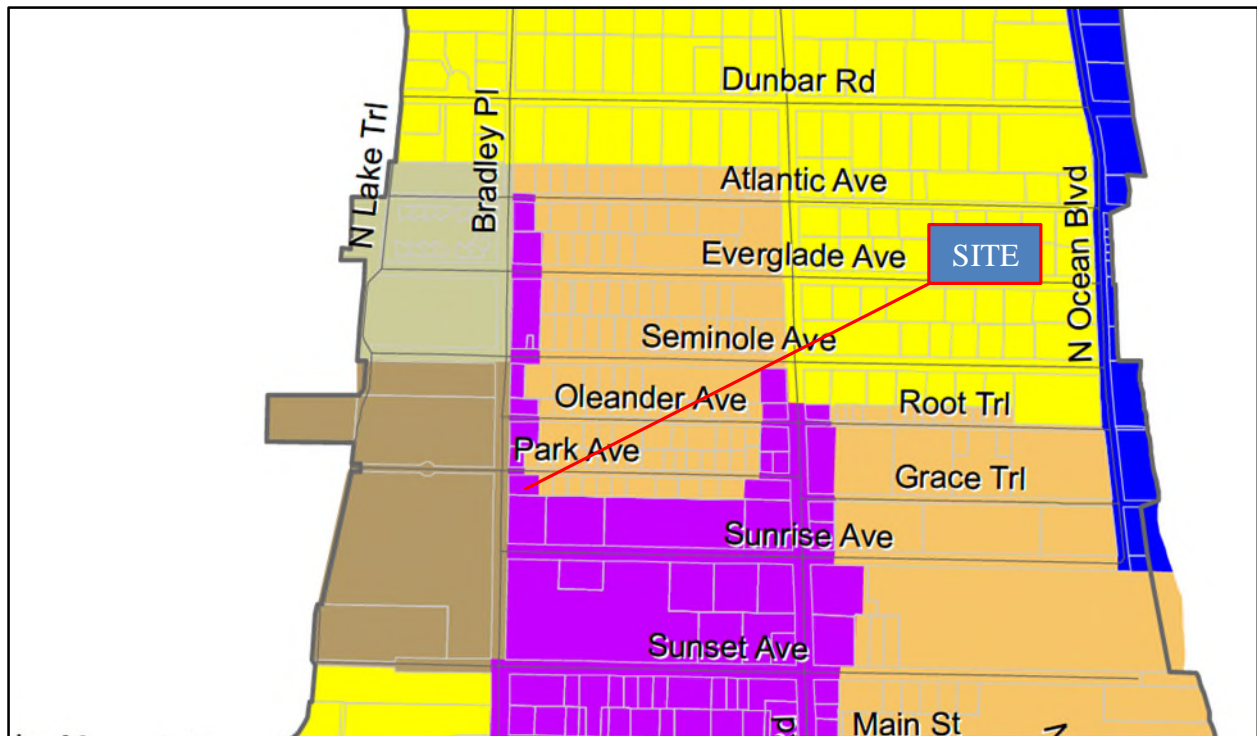 Dunbar Rd
N Lake Trl
Bradley Pl
Atlantic Ave
N Ocean Blvd
Everglade Ave
SITE
Seminole Ave
Oleander Ave
Root Trl
Park Ave
Grace Trl
Sunrise Ave
Sunset Ave
Main St